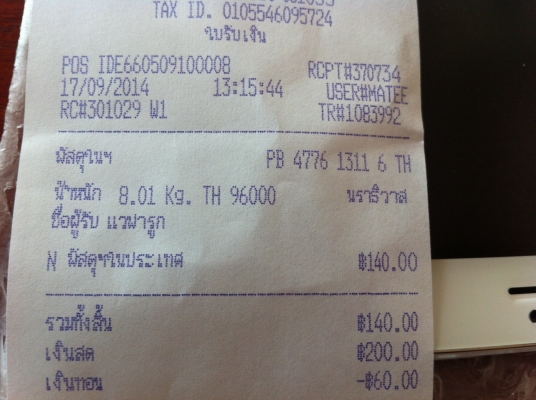 TAX ID. 0105546095724
ใบรับเงิน
POS IDE660509100008 RCPT#370734
17/09/2014 13:15:44 USER#MATEE
RC#301029 W1 TR#1083992
พัสดุฯในฯ PB 4776 1311 6 TH
น้ำหนัก 8.01 Kg. TH 96000 นราธิวาส
ชื่อผู้รับ แวฟารูก
N พัสดุฯในประเทศ ฿140.00
รวมทั้งสิ้น ฿140.00
เงินสด ฿200.00
เงินทอน -฿60.00